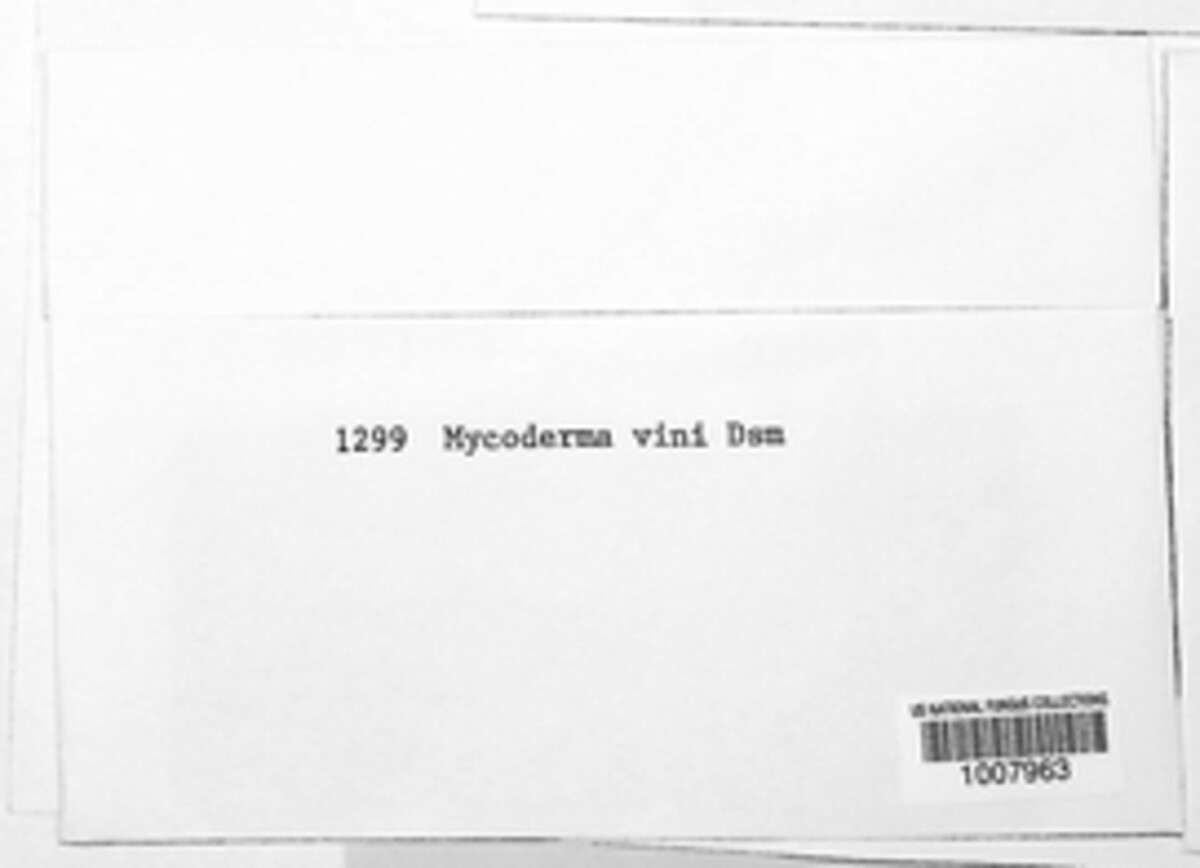 1299 Mycoderma vini Dsm
US NATIONAL FUNGUS COLLECTIONS
1007963